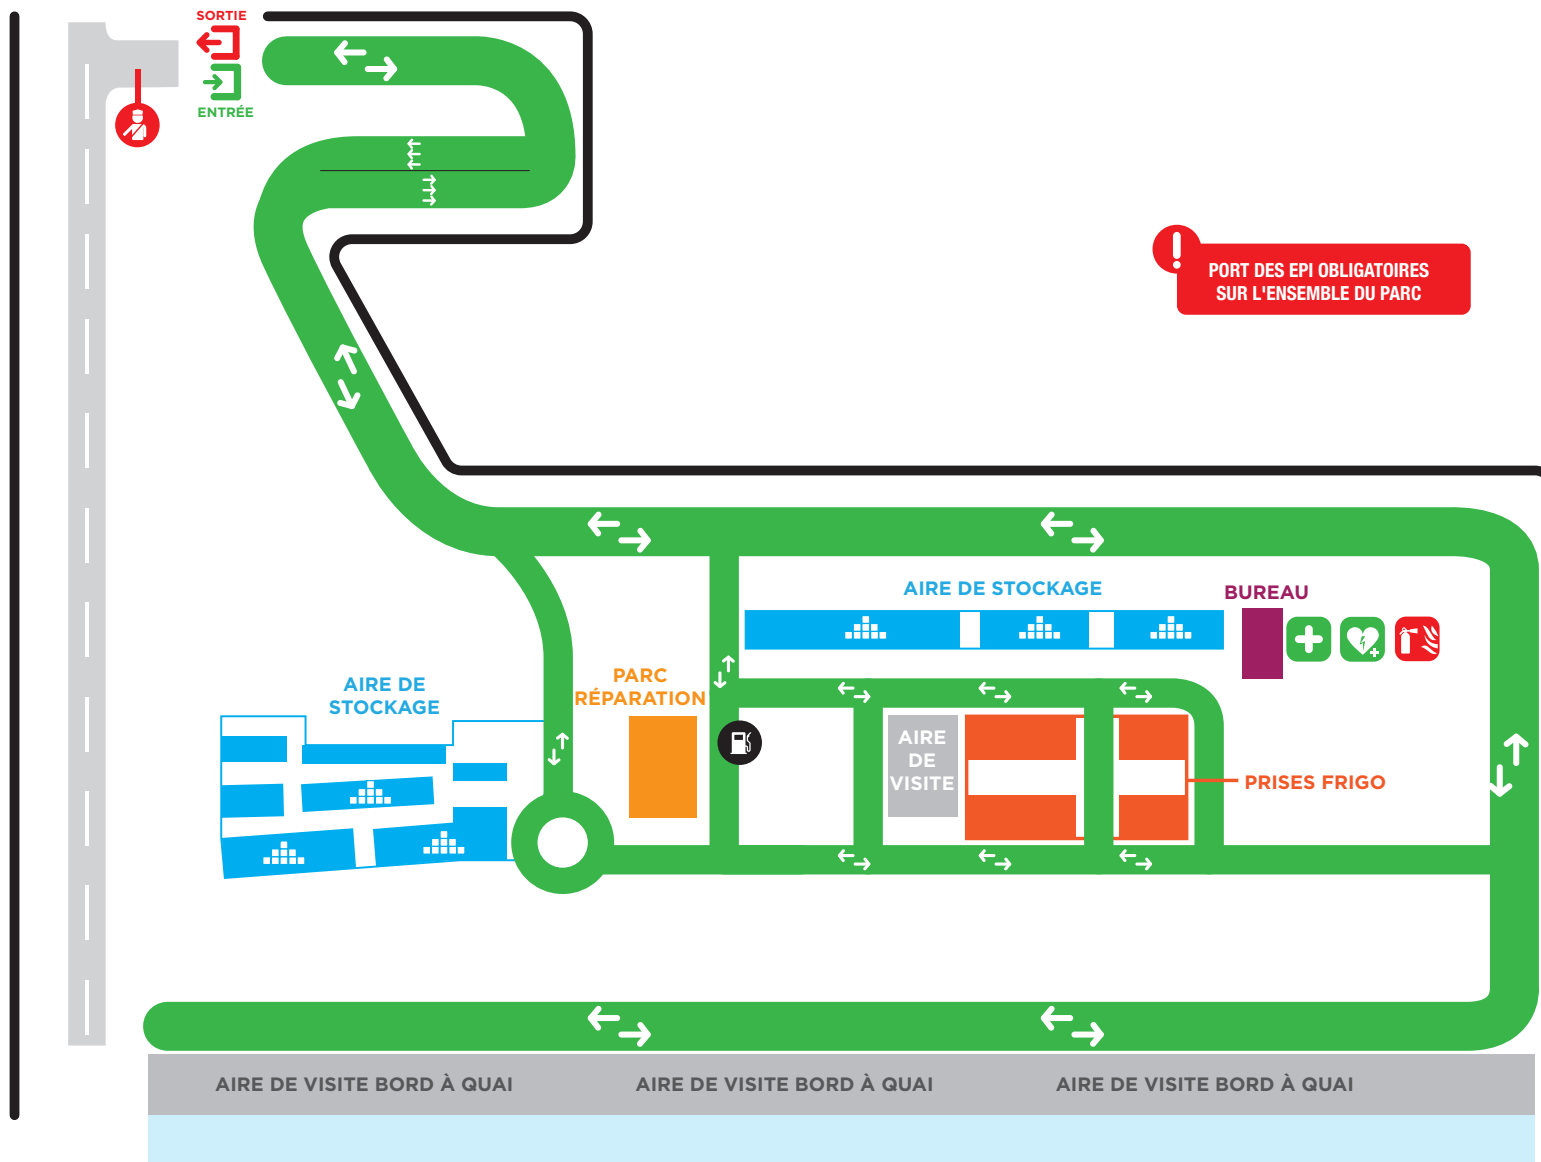 SORTIE
ENTRÉE
PORT DES EPI OBLIGATOIRES
SUR L'ENSEMBLE DU PARC
AIRE DE STOCKAGE
BUREAU
PARC
RÉPARATION
AIRE DE
STOCKAGE
AIRE
DE
VISITE
PRISES FRIGO
AIRE DE VISITE BORD À QUAI
AIRE DE VISITE BORD À QUAI
AIRE DE VISITE BORD À QUAI